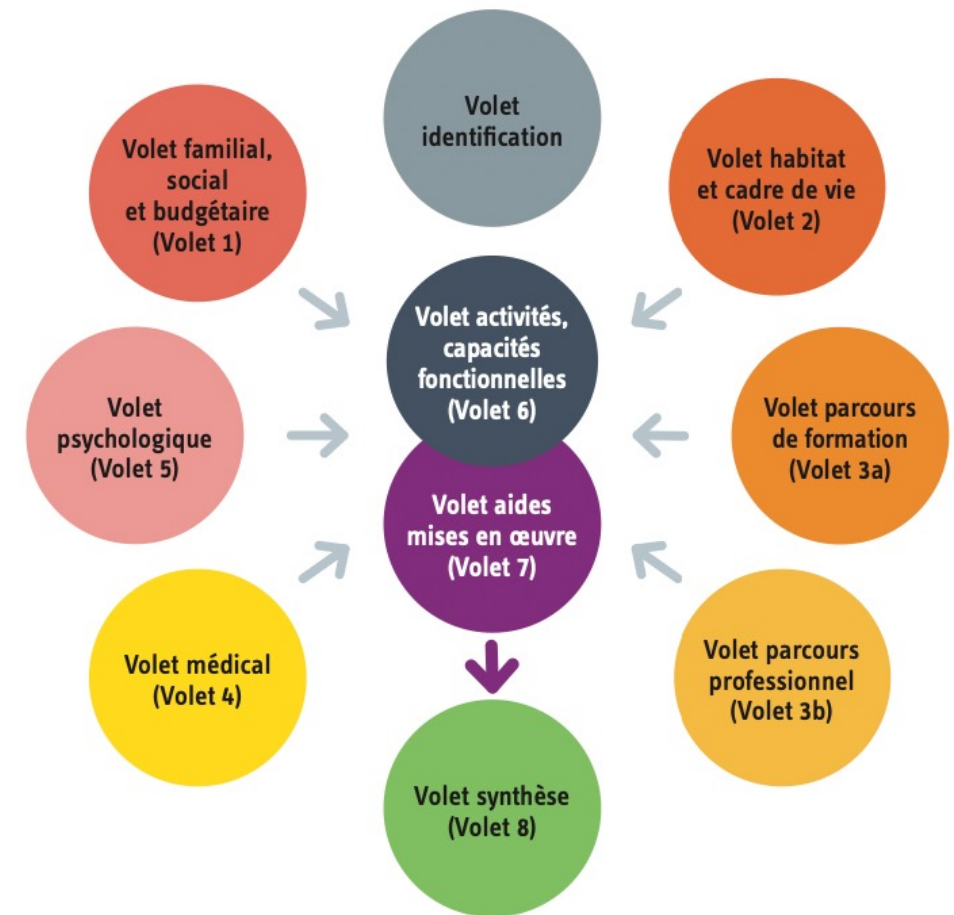 Volet
identification
Volet familial,
social
et budgétaire
(Volet 1)
Volet habitat
et cadre de vie
(Volet 2)
Volet activités,
capacités
fonctionnelles
(Volet 6)
Volet
psychologique
(Volet 5)
Volet parcours
de formation
(Volet 3a)
Volet aides
mises en œuvre
(Volet 7)
Volet médical
(Volet 4)
Volet parcours
professionnel
(Volet 3b)
Volet synthèse
(Volet 8)